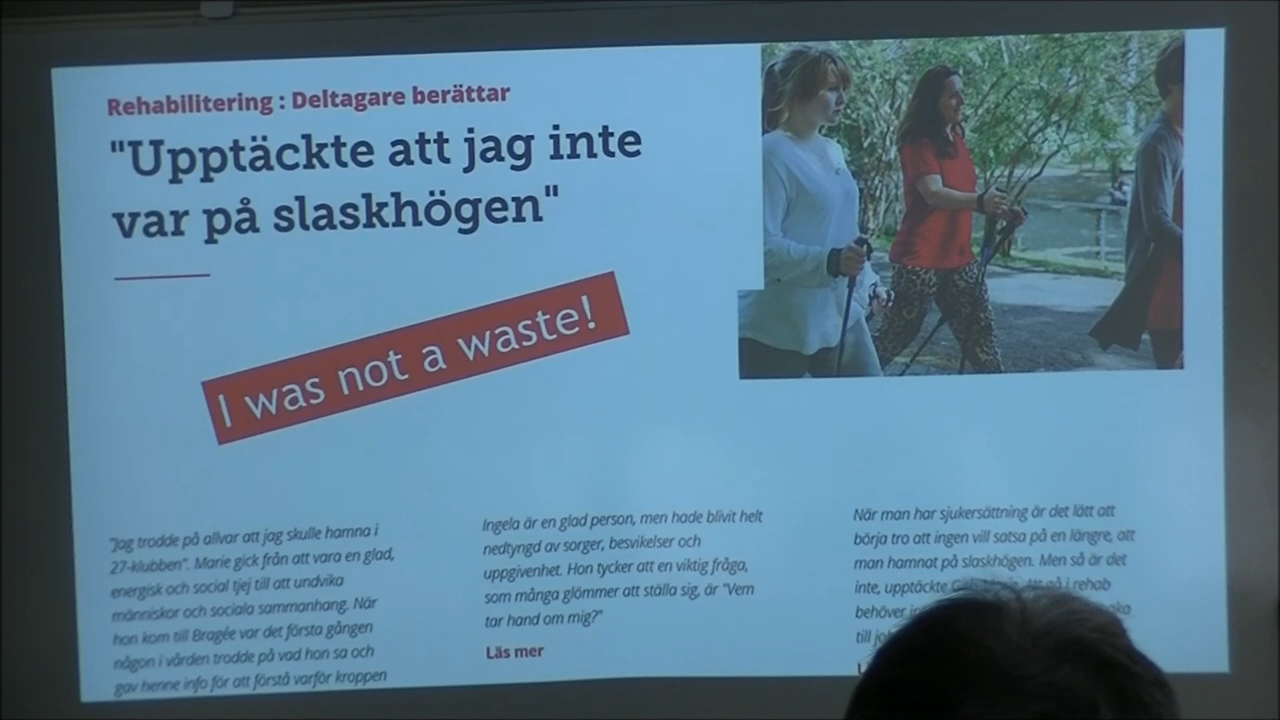 Rehabilitering : Deltagare berättar
"Upptäckte att jag inte
var på slaskhögen"
I was not a waste!
"Jag trodde på allvar att jag skulle hamna i
27-klubben". Marie gick från att vara en glad,
energisk och social tjej till att undvika
människor och sociala sammanhang. När
hon kom till Bragée var det första gången
någon i vården trodde på vad hon sa och
gav henne info för att förstå varför kroppen
Ingela är en glad person, men hade blivit helt
nedtyngd av sorger, besvikelser och
uppgivenhet. Hon tycker att en viktig fråga,
som många glömmer att ställa sig, är "Vem
tar hand om mig?"
Läs mer
När man har sjukersättning är det lätt att
börja tro att ingen vill satsa på en längre, att
man hamnat på slaskhögen. Men så är det
inte, upptäckte Att gå i rehab
behöver
till